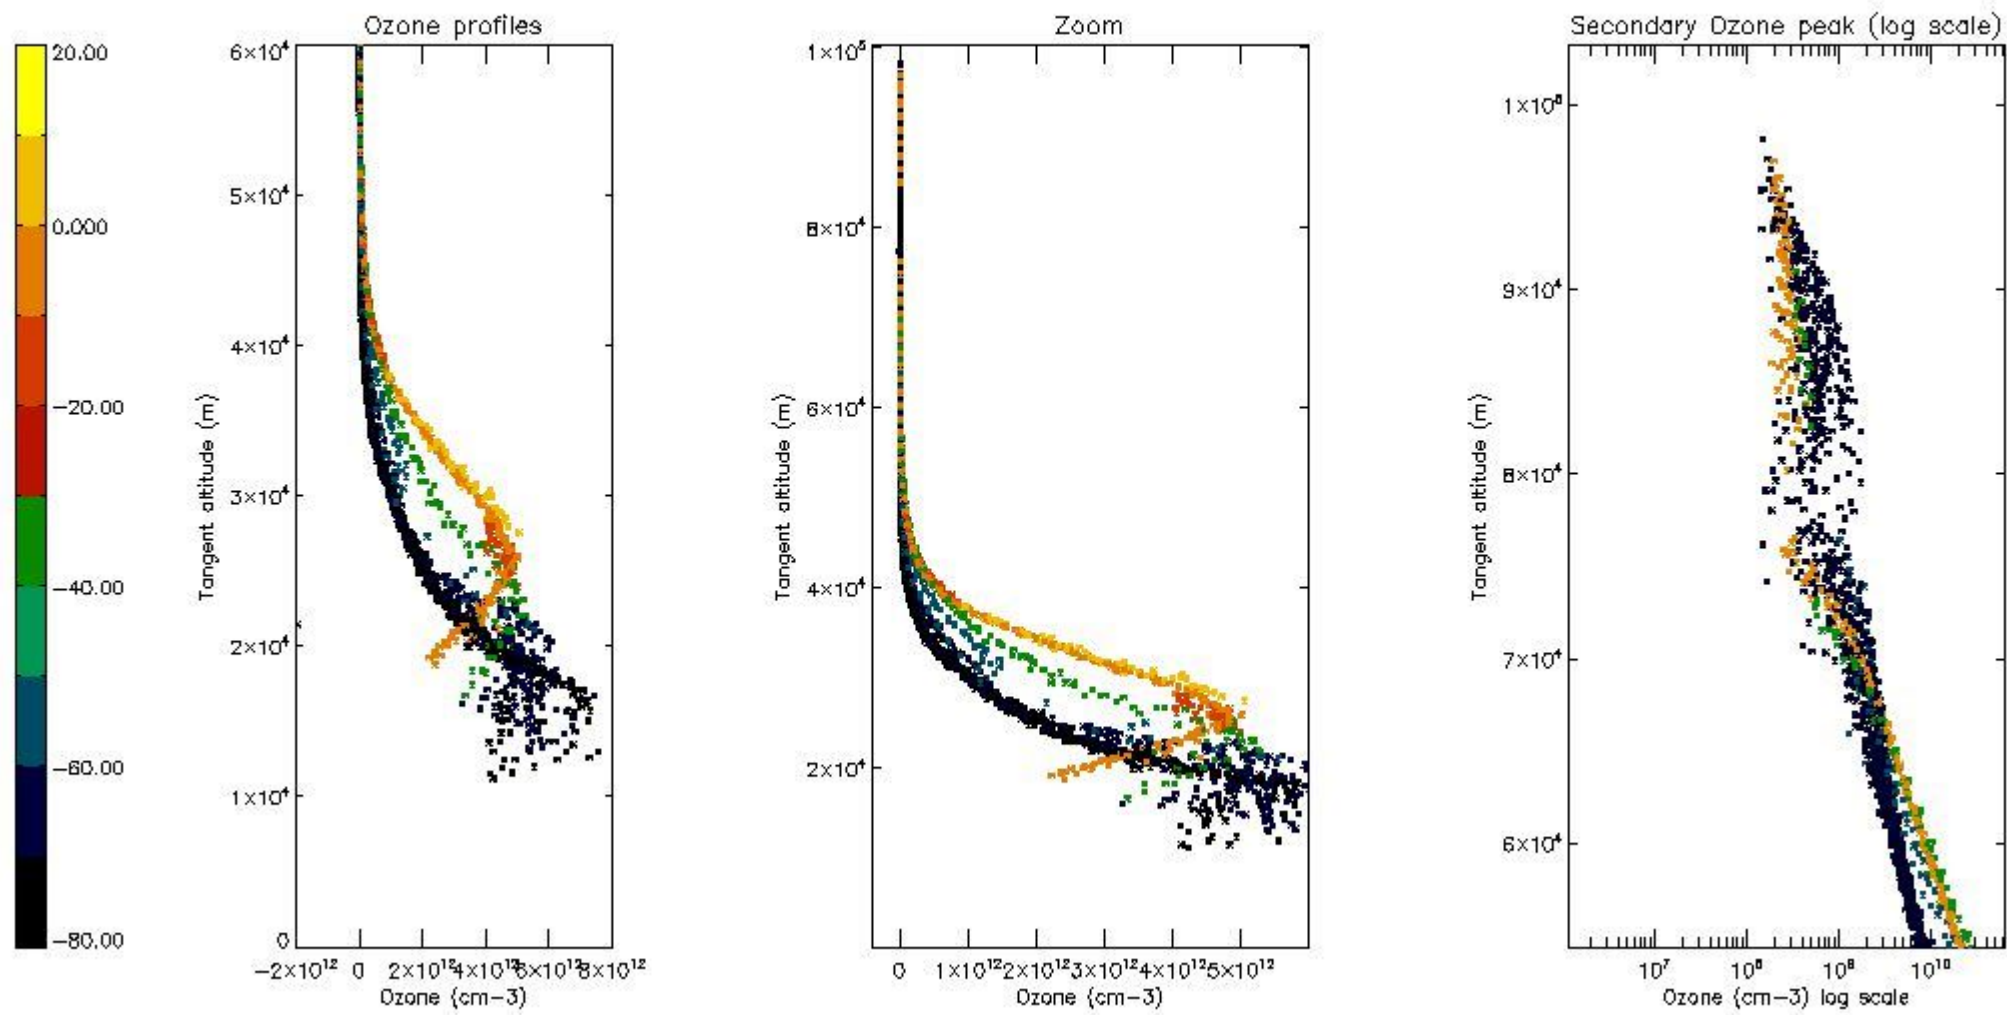 Ozone profiles
20.00
0.000
−20.00
−40.00
−60.00
−80.00
6×10⁴
5×10⁴
4×10⁴
3×10⁴
2×10⁴
1×10⁴
0
Tangent altitude (m)
−2×10¹² 0 2×10¹² 4×10¹² 6×10¹² 8×10¹²
Ozone (cm−3)
Zoom
1×10⁵
8×10⁴
6×10⁴
4×10⁴
2×10⁴
Tangent altitude (m)
0 1×10¹² 2×10¹² 3×10¹² 4×10¹² 5×10¹²
Ozone (cm−3)
Secondary Ozone peak (log scale)
1×10⁵
9×10⁴
8×10⁴
7×10⁴
6×10⁴
Tangent altitude (m)
10⁷ 10⁸ 10⁹ 10¹⁰
Ozone (cm−3) log scale